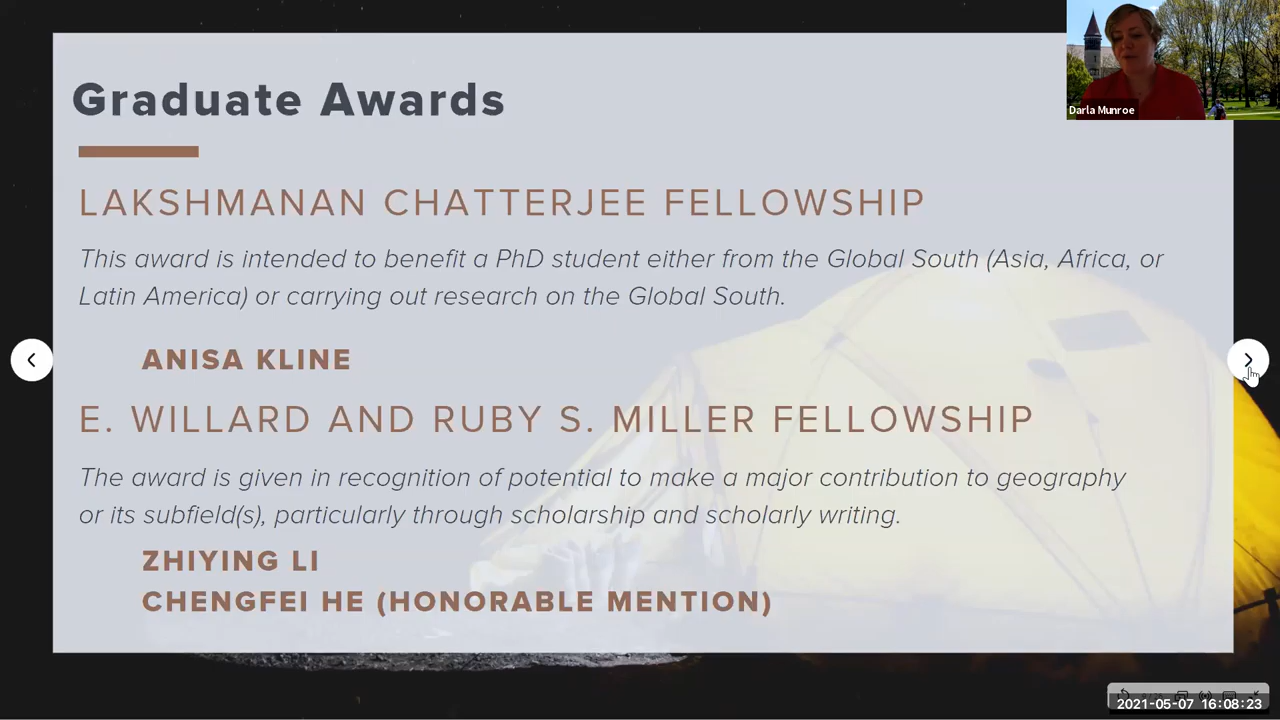 Graduate Awards
Darla Munroe
LAKSHMANAN CHATTERJEE FELLOWSHIP
This award is intended to benefit a PhD student either from the Global South (Asia, Africa, or
Latin America) or carrying out research on the Global South.
ANISA KLINE
E. WILLARD AND RUBY S. MILLER FELLOWSHIP
The award is given in recognition of potential to make a major contribution to geography
or its subfield(s), particularly through scholarship and scholarly writing.
ZHIYING LI
CHENGFEI HE (HONORABLE MENTION)
2021-05-07 16:08:23